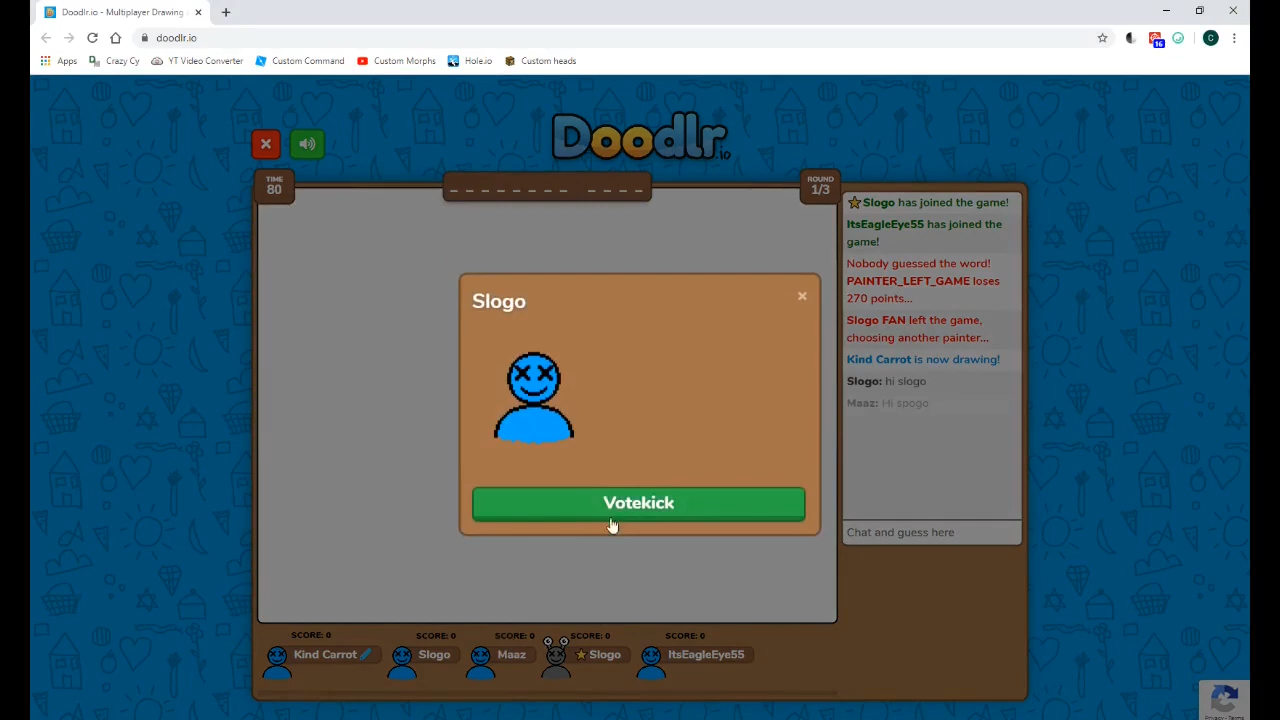 Doodlr.io - Multiplayer Drawing
doodlr.io
16
C
Apps
Crazy Cy
YT Video Converter
Custom Command
Custom Morphs
Hole.io
Custom heads
Doodlr.io
TIME
80
_ _ _ _ _ _ _ _ _ _ _ _
ROUND
1/3
Slogo has joined the game!
ItsEagleEye55 has joined the
game!
Nobody guessed the word!
PAINTER_LEFT_GAME loses
270 points...
Slogo FAN left the game,
choosing another painter...
Kind Carrot is now drawing!
Slogo: hi slogo
Maaz: Hi spogo
Slogo
Votekick
Chat and guess here
SCORE: 0
SCORE: 0
SCORE: 0
SCORE: 0
SCORE: 0
Kind Carrot
Slogo
Maaz
Slogo
ItsEagleEye55
Privacy - Terms